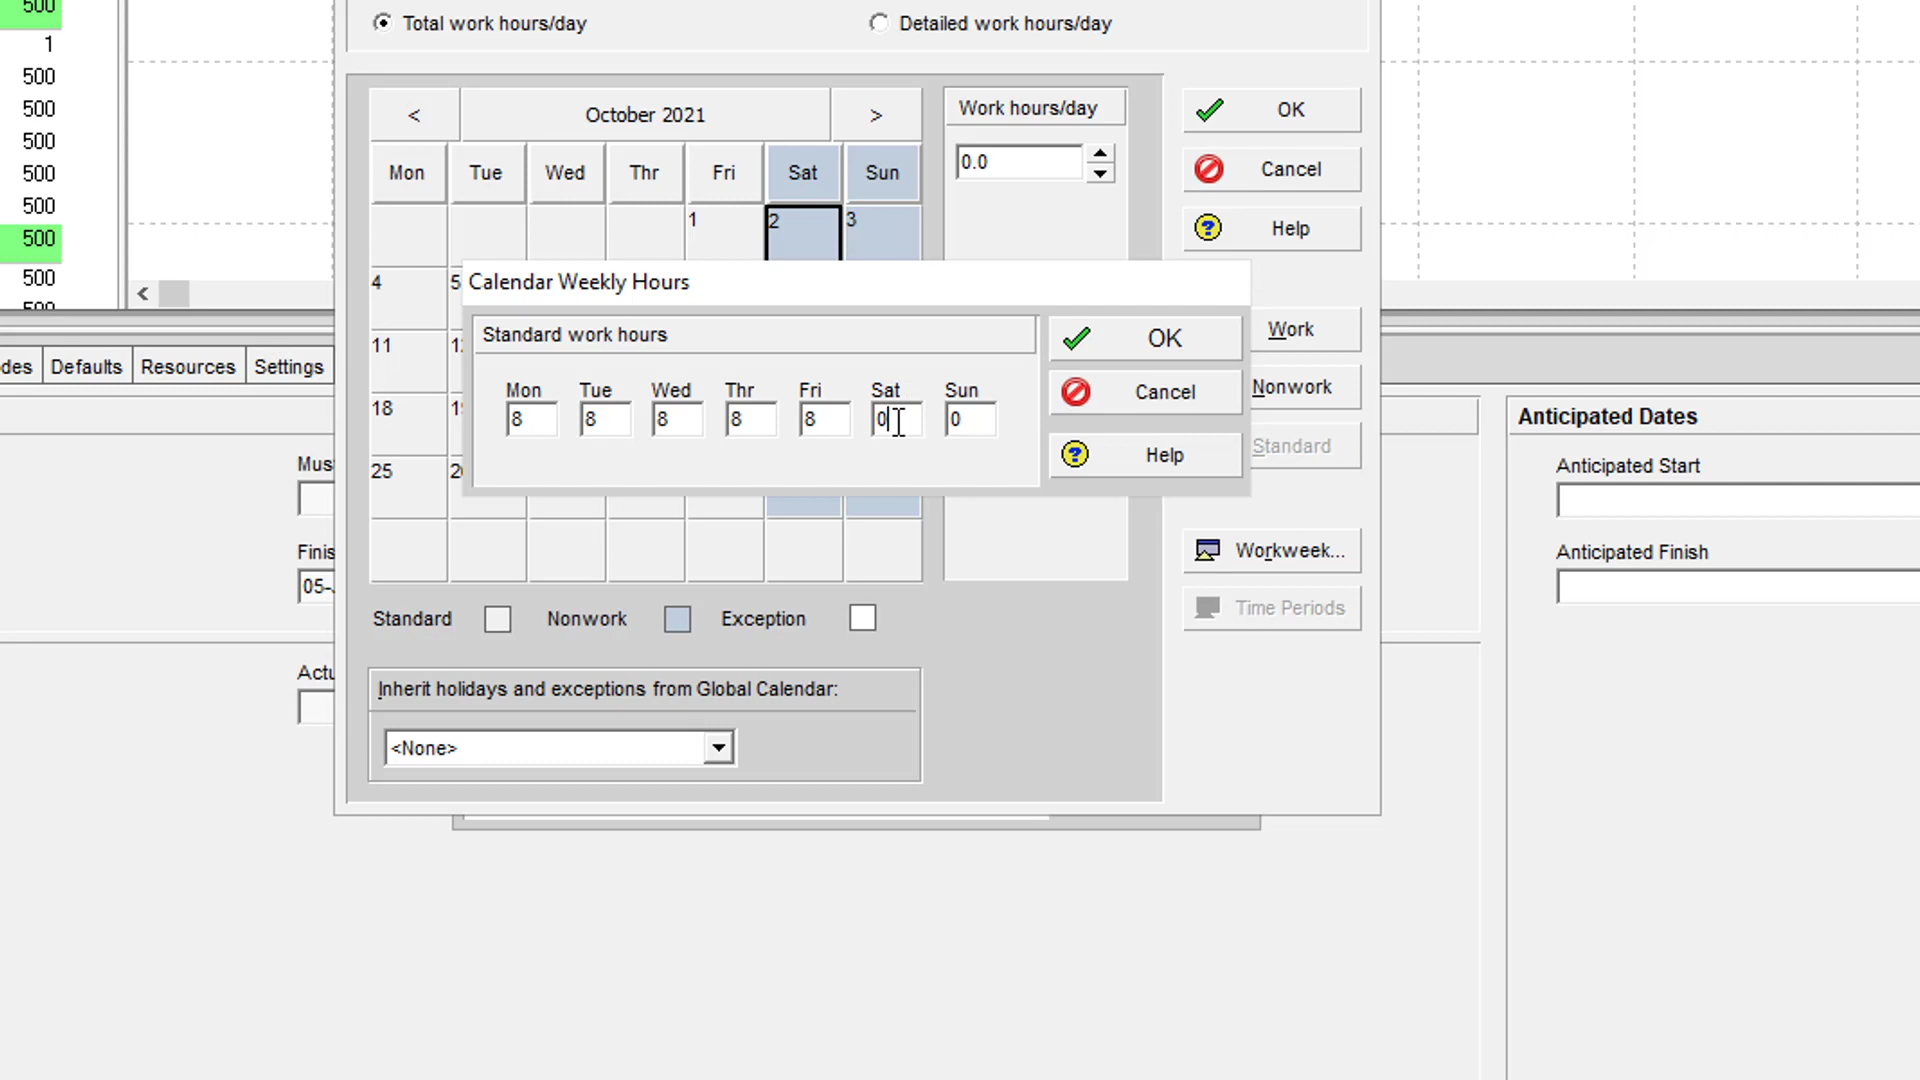 500
1
500
500
500
500
500
500
500
Total work hours/day
Detailed work hours/day
< October 2021 >
Mon Tue Wed Thr Fri Sat Sun
1 2 3
4 5
11
18
25
Work hours/day
0.0
OK
Cancel
Help
Work
Nonwork
Standard
Workweek...
Time Periods
Calendar Weekly Hours
Standard work hours
Mon Tue Wed Thr Fri Sat Sun
8 8 8 8 8 0 0
OK
Cancel
Help
Standard Nonwork Exception
Inherit holidays and exceptions from Global Calendar:
<None>
Defaults Resources Settings
Anticipated Dates
Anticipated Start
Anticipated Finish